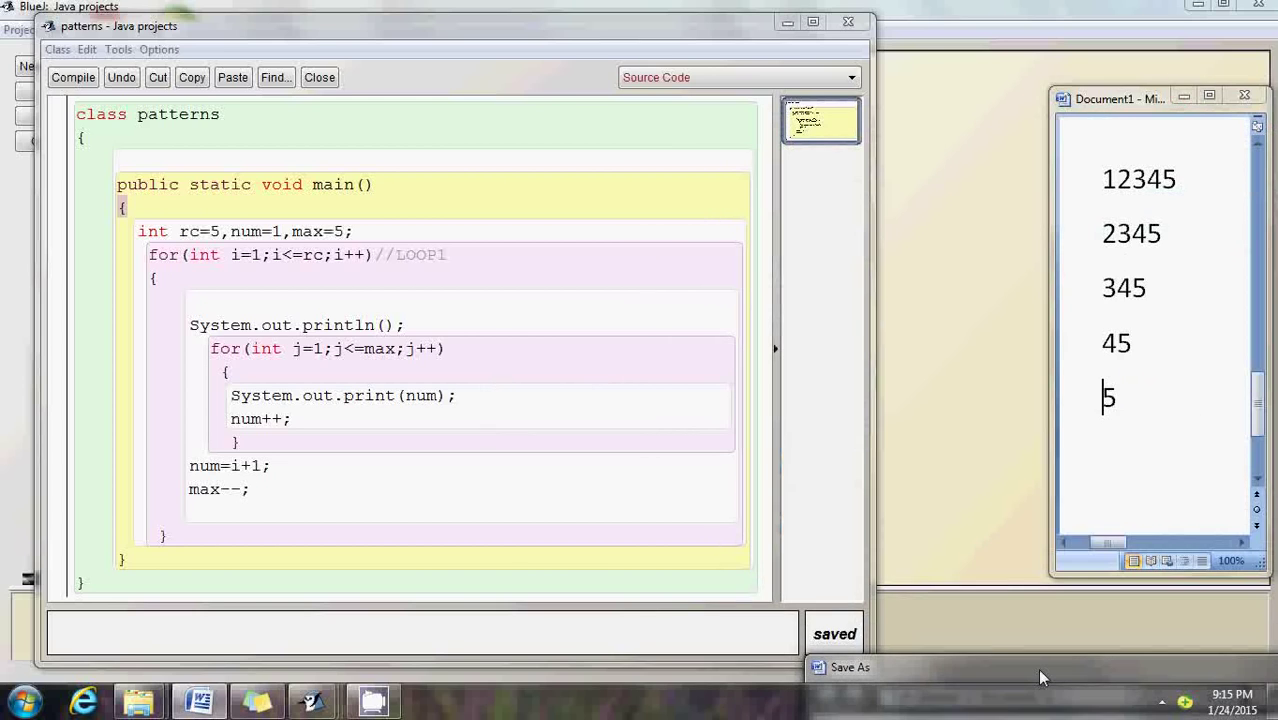 BlueJ: Java projects
patterns - Java projects
Class Edit Tools Options
Compile Undo Cut Copy Paste Find... Close
Source Code
class patterns
{
public static void main()
{
int rc=5,num=1,max=5;
for(int i=1;i<=rc;i++)//LOOP1
{
System.out.println();
for(int j=1;j<=max;j++)
{
System.out.print(num);
num++;
}
num=i+1;
max--;
}
}
}
saved
Document1 - Mi...
12345
2345
345
45
5
100%
Save As
9:15 PM
1/24/2015